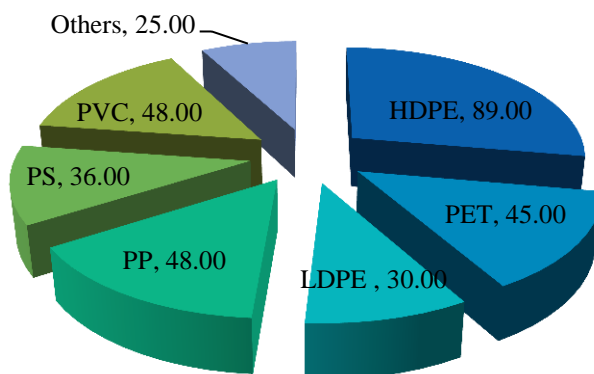 Others, 25.00
HDPE, 89.00
PVC, 48.00
PS, 36.00
PET, 45.00
PP, 48.00
LDPE , 30.00